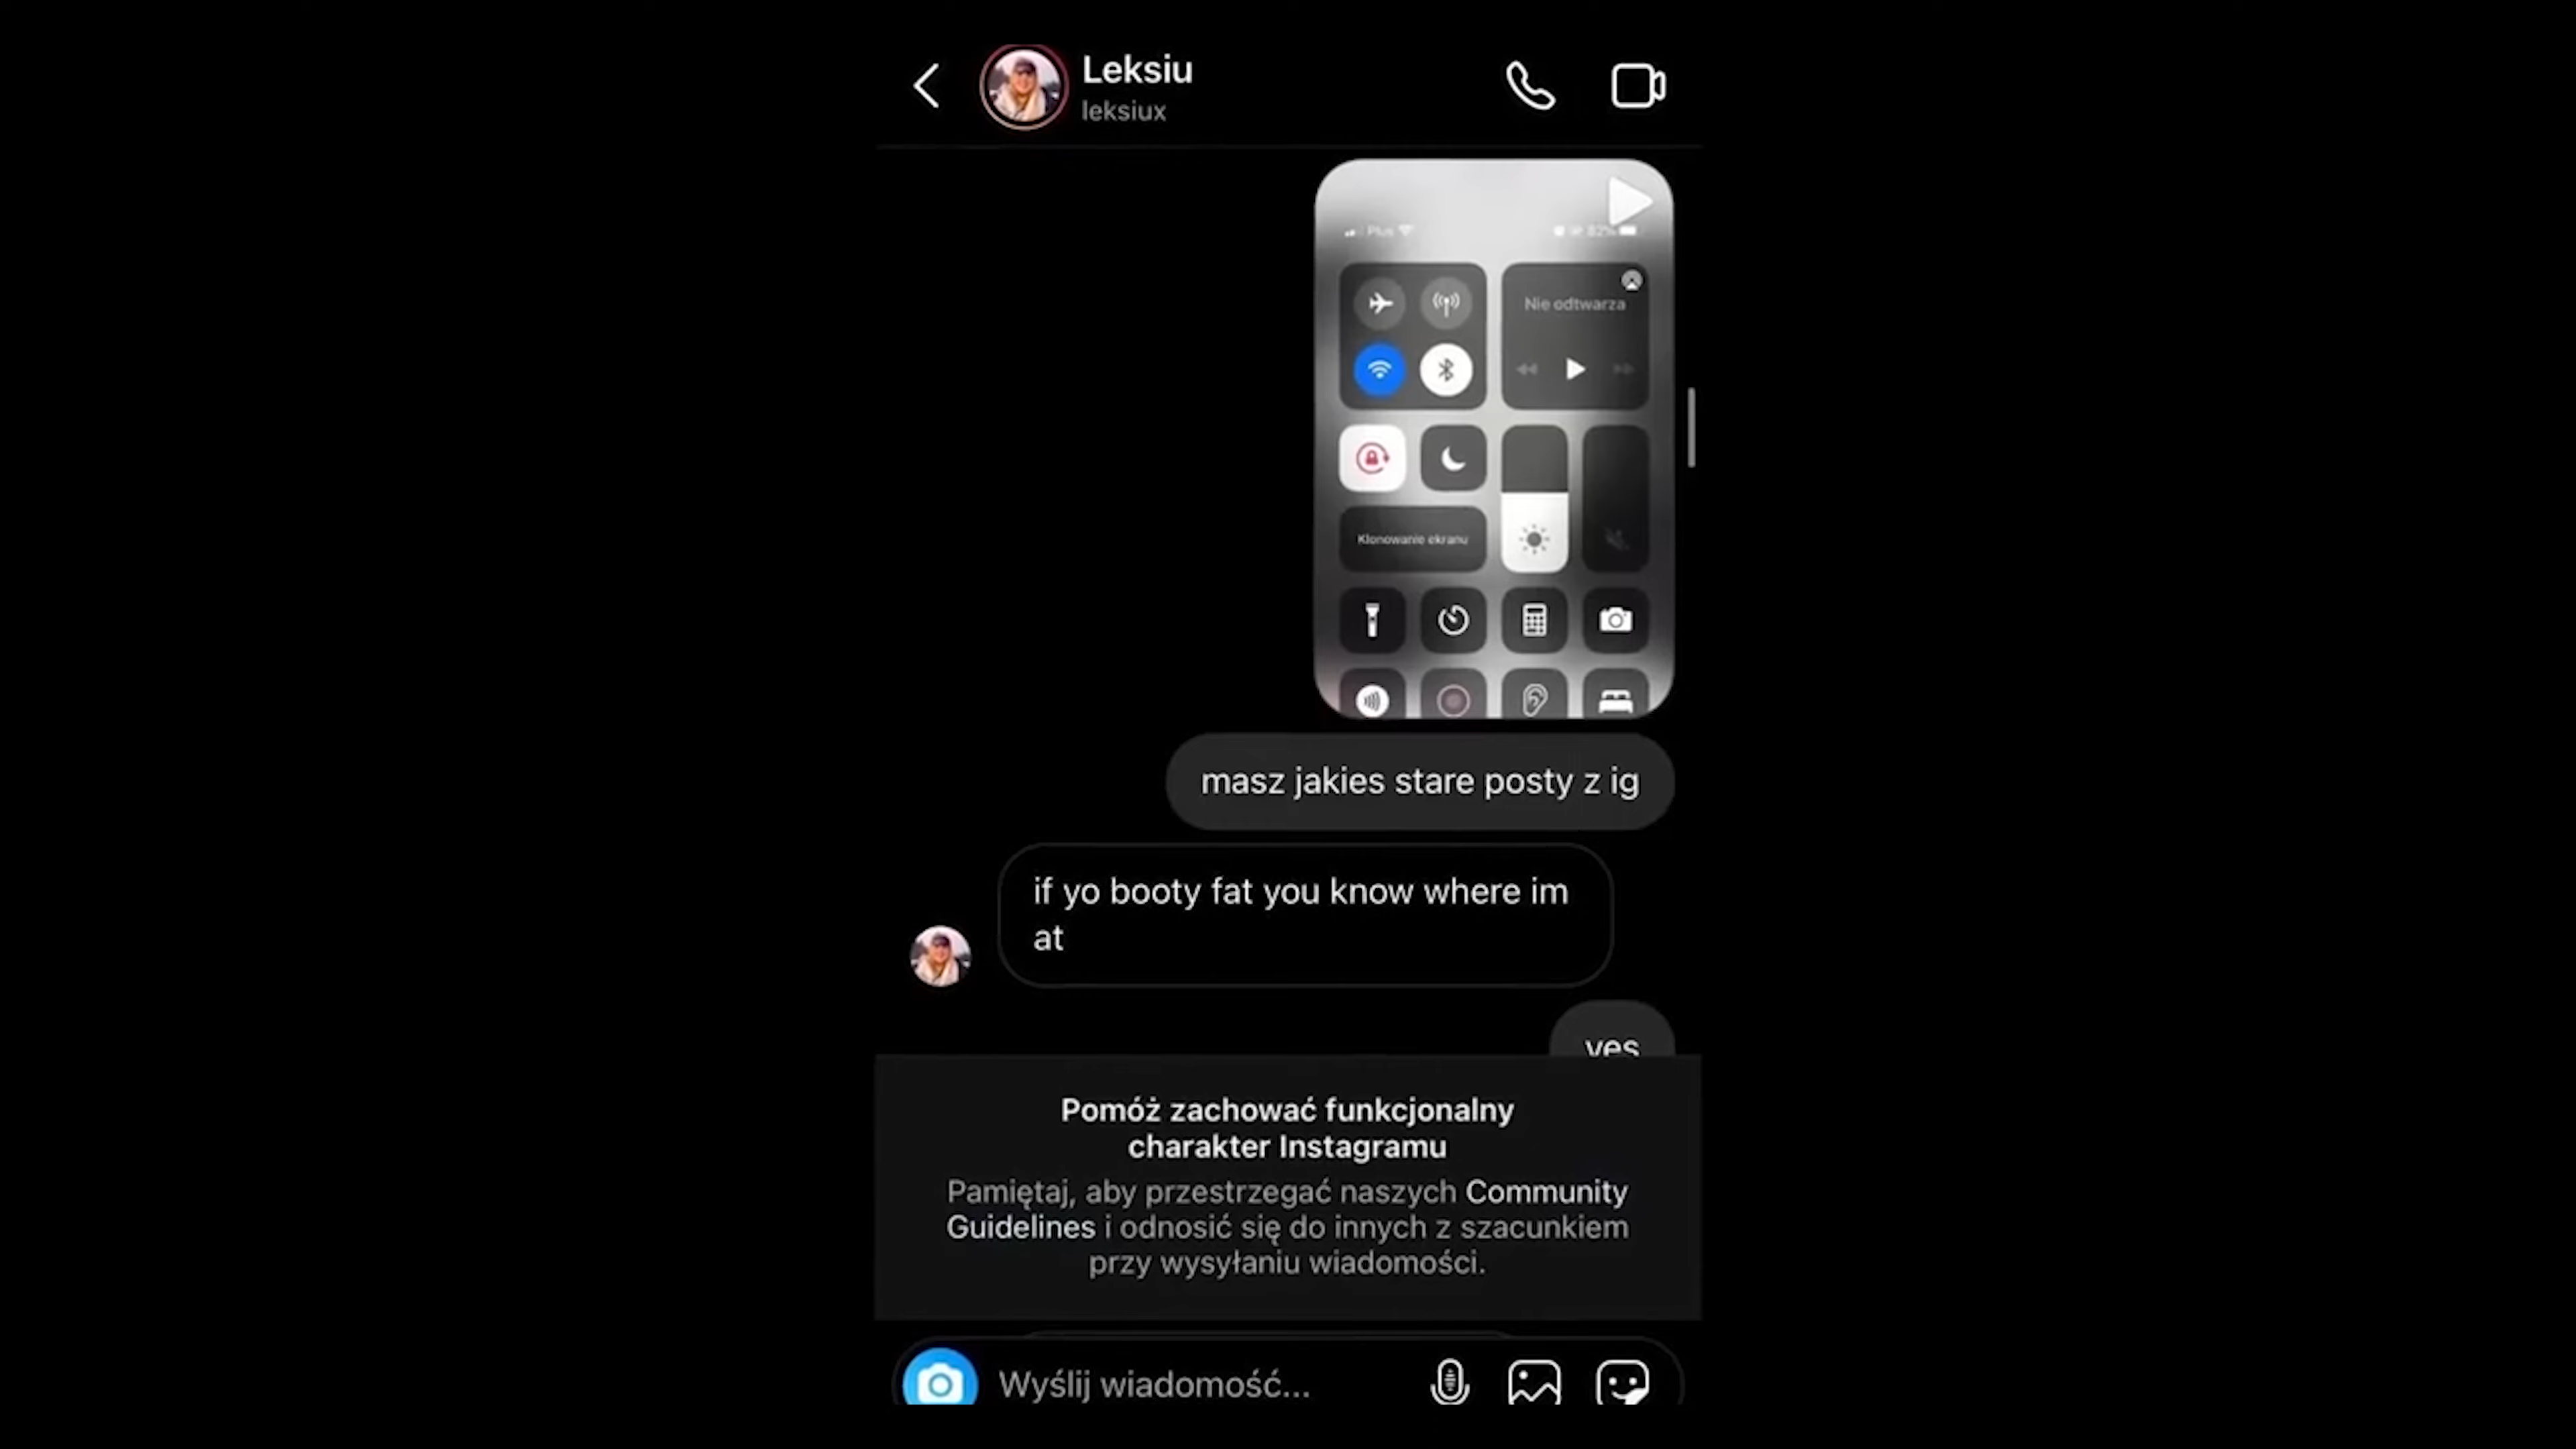 Leksiu
leksiux
Plus 82%
Nie odtwarza
Klonowanie ekranu
masz jakies stare posty z ig
if yo booty fat you know where im
at
yes
Pomóż zachować funkcjonalny
charakter Instagramu
Pamiętaj, aby przestrzegać naszych Community
Guidelines i odnosić się do innych z szacunkiem
przy wysyłaniu wiadomości.
Wyślij wiadomość...